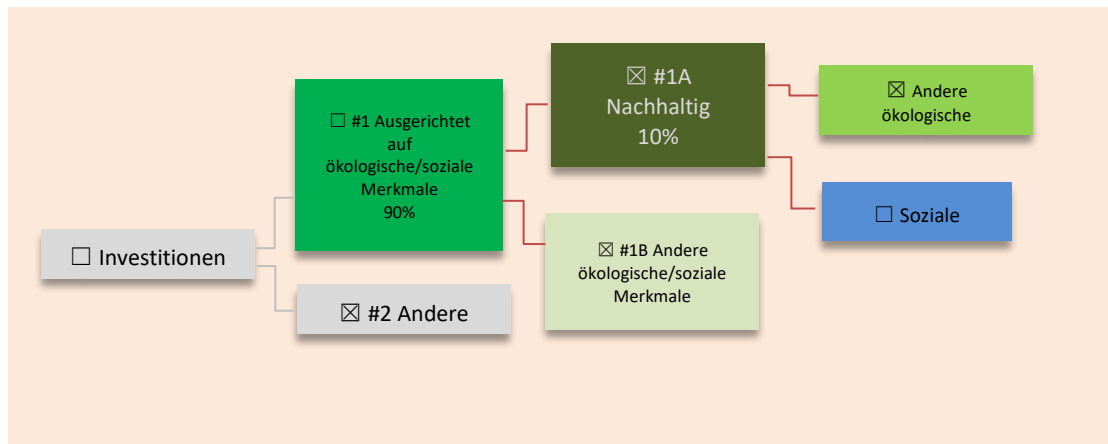 ☐ Investitionen
☐ #1 Ausgerichtet
auf
ökologische/soziale
Merkmale
90%
☒ #2 Andere
☒ #1A
Nachhaltig
10%
☒ #1B Andere
ökologische/soziale
Merkmale
☒ Andere
ökologische
☐ Soziale